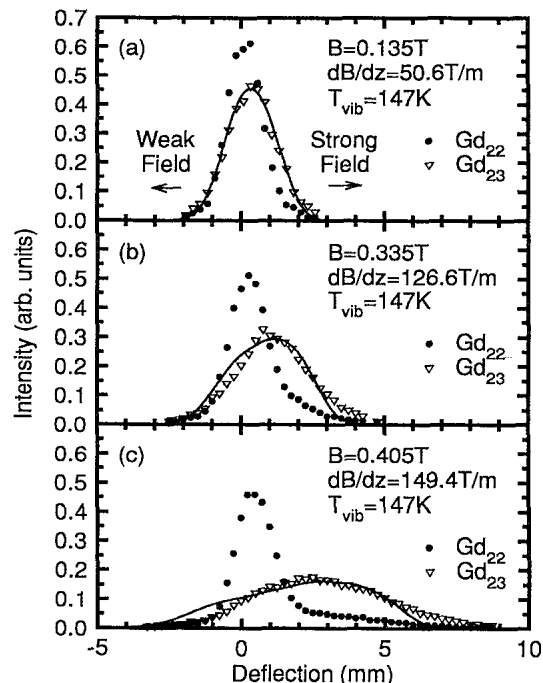 0.7
(a)
B=0.135T
0.6
dB/dz=50.6T/m
0.5
T_vib=147K
0.4
Weak Field
Strong Field
Gd₂₂
0.3
←
→
Gd₂₃
0.2
0.1
0.0
(b)
B=0.335T
0.6
dB/dz=126.6T/m
0.5
T_vib=147K
0.4
0.3
Gd₂₂
0.2
Gd₂₃
0.1
0.0
(c)
B=0.405T
0.6
dB/dz=149.4T/m
0.5
T_vib=147K
0.4
0.3
Gd₂₂
0.2
Gd₂₃
0.1
0.0
-5 0 5 10
Deflection (mm)
Intensity (arb. units)